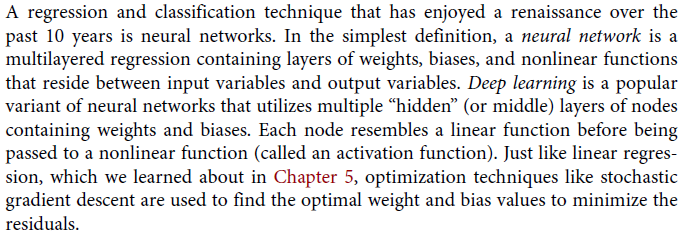 A regression and classification technique that has enjoyed a renaissance over the
past 10 years is neural networks. In the simplest definition, a neural network is a
multilayered regression containing layers of weights, biases, and nonlinear functions
that reside between input variables and output variables. Deep learning is a popular
variant of neural networks that utilizes multiple “hidden” (or middle) layers of nodes
containing weights and biases. Each node resembles a linear function before being
passed to a nonlinear function (called an activation function). Just like linear regres-
sion, which we learned about in Chapter 5, optimization techniques like stochastic
gradient descent are used to find the optimal weight and bias values to minimize the
residuals.